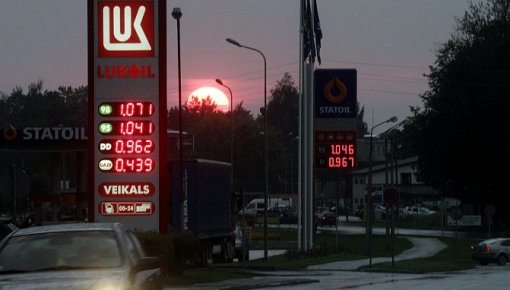 LUKOIL
98 1.071
95 1.041
DD 0.962
GĀZE 0.439
VEIKALS
00-24
STATOIL
STATOIL
1.046
0.967